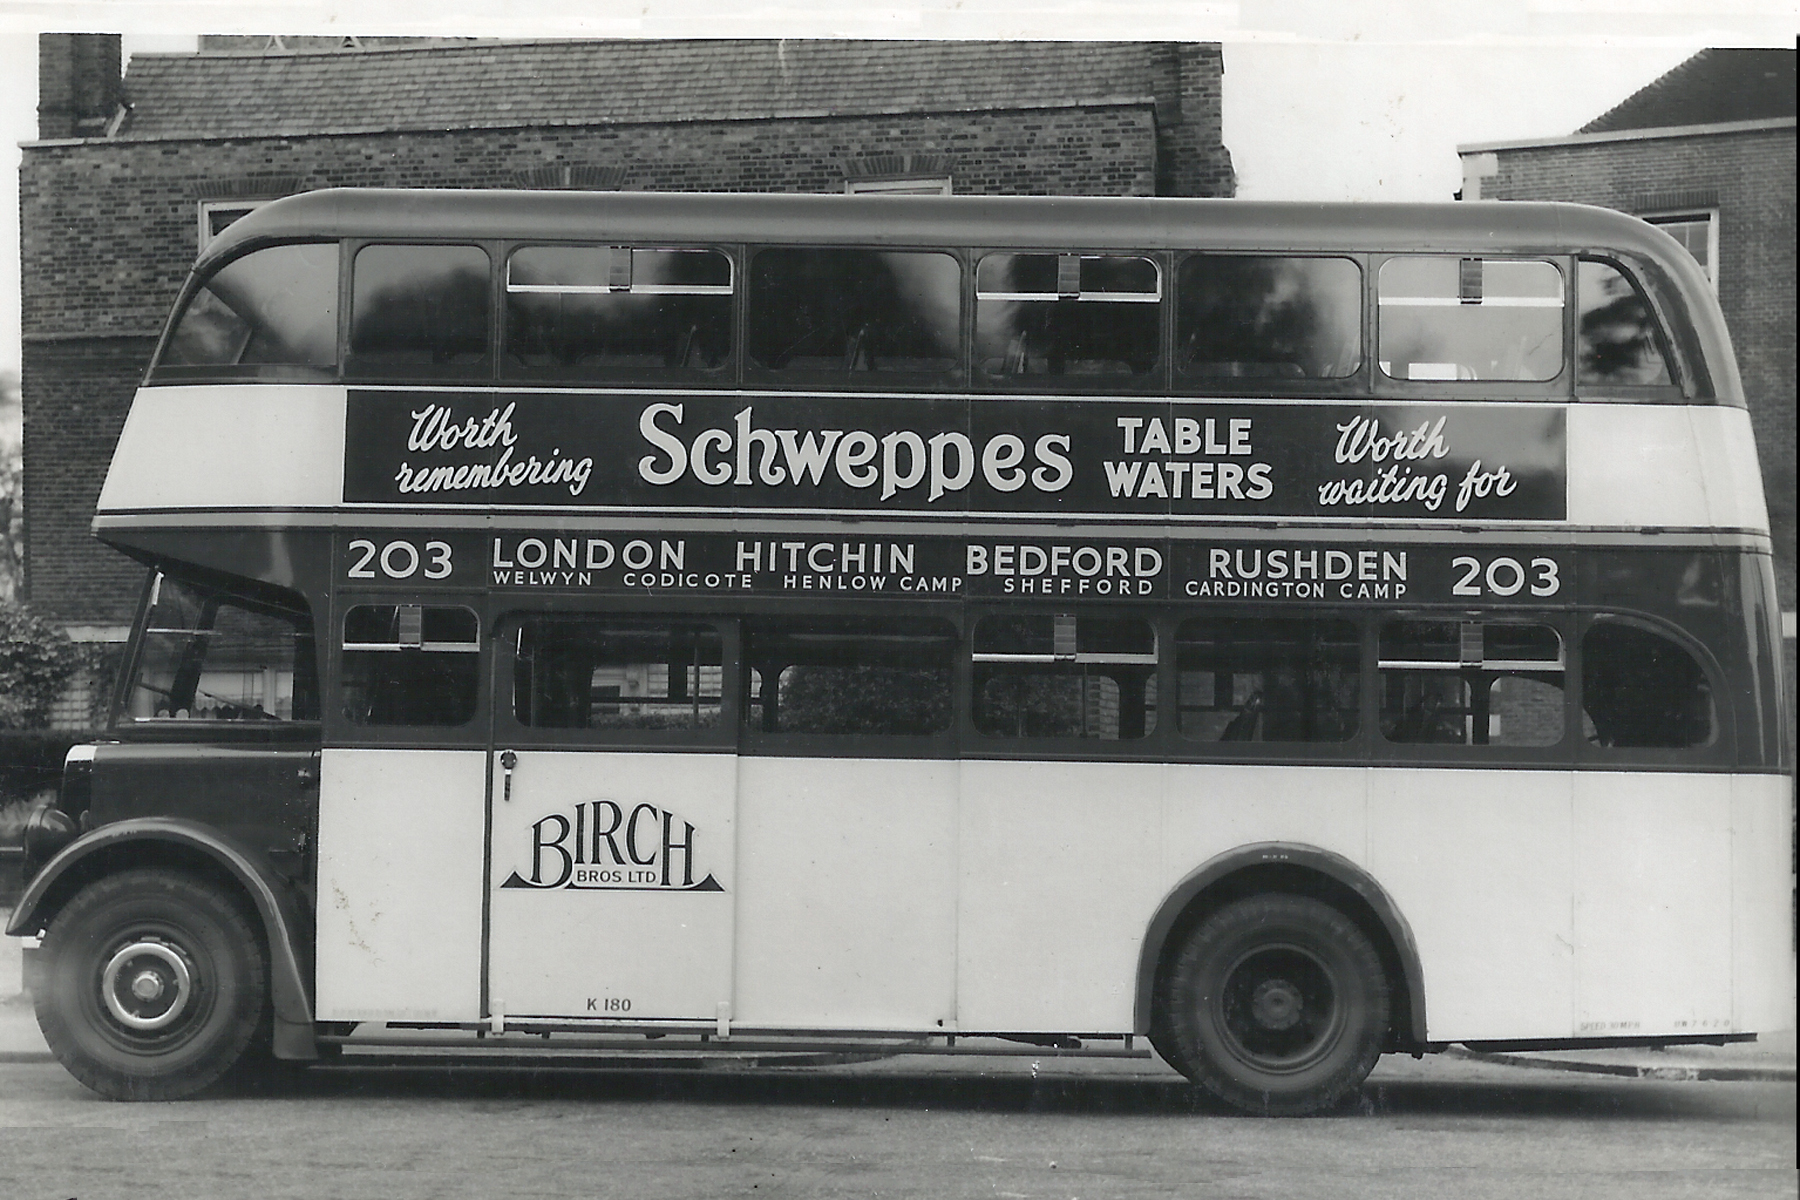 Worth
remembering
Schweppes
TABLE
WATERS
Worth
waiting for
203 LONDON HITCHIN BEDFORD RUSHDEN 203
WELWYN CODICOTE HENLOW CAMP SHEFFORD CARDINGTON CAMP
BIRCH
BROS. LTD
K 180